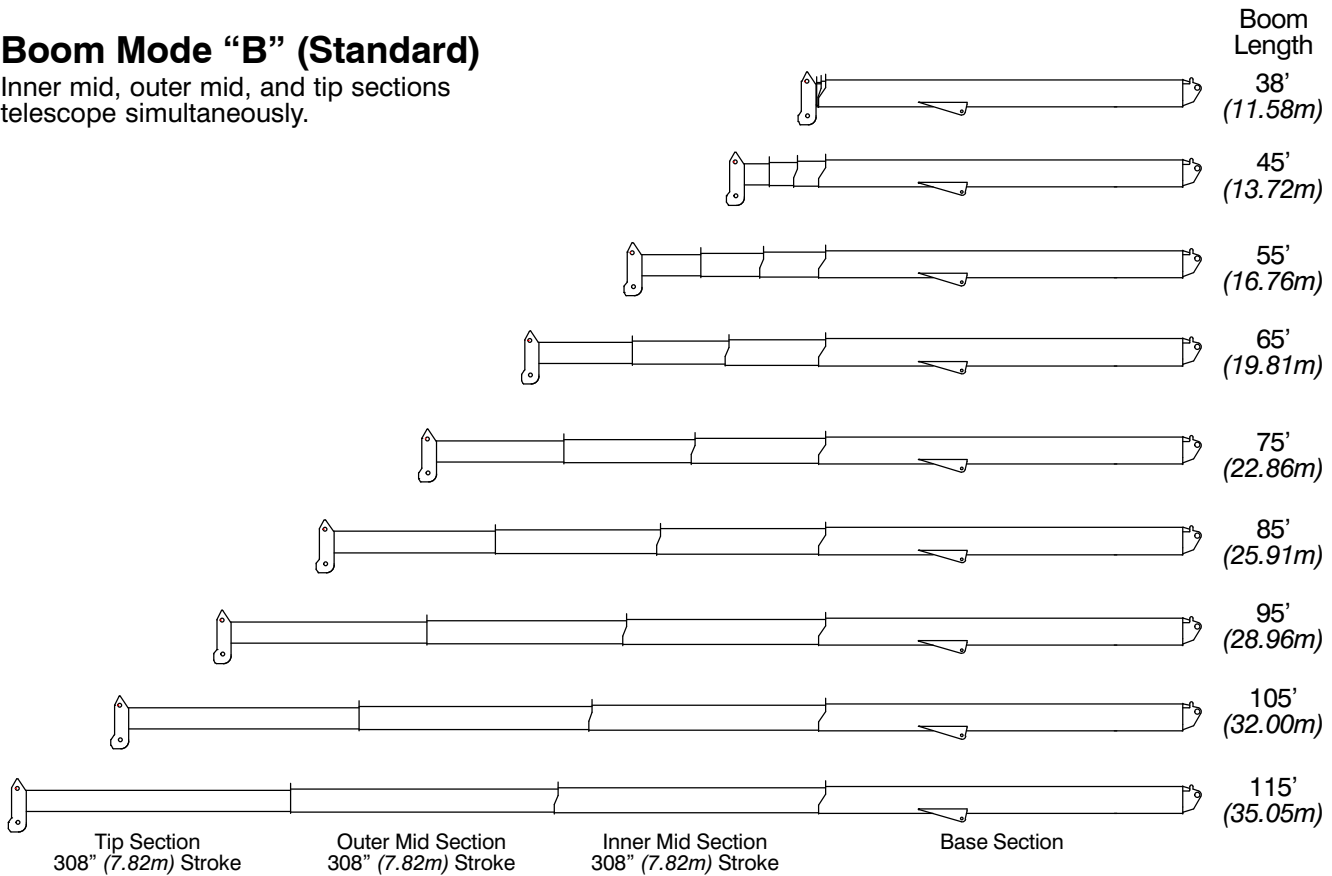 Boom Mode “B” (Standard)
Inner mid, outer mid, and tip sections
telescope simultaneously.
Boom
Length
38’
(11.58m)
45’
(13.72m)
55’
(16.76m)
65’
(19.81m)
75’
(22.86m)
85’
(25.91m)
95’
(28.96m)
105’
(32.00m)
115’
(35.05m)
Tip Section
308” (7.82m) Stroke
Outer Mid Section
308” (7.82m) Stroke
Inner Mid Section
308” (7.82m) Stroke
Base Section